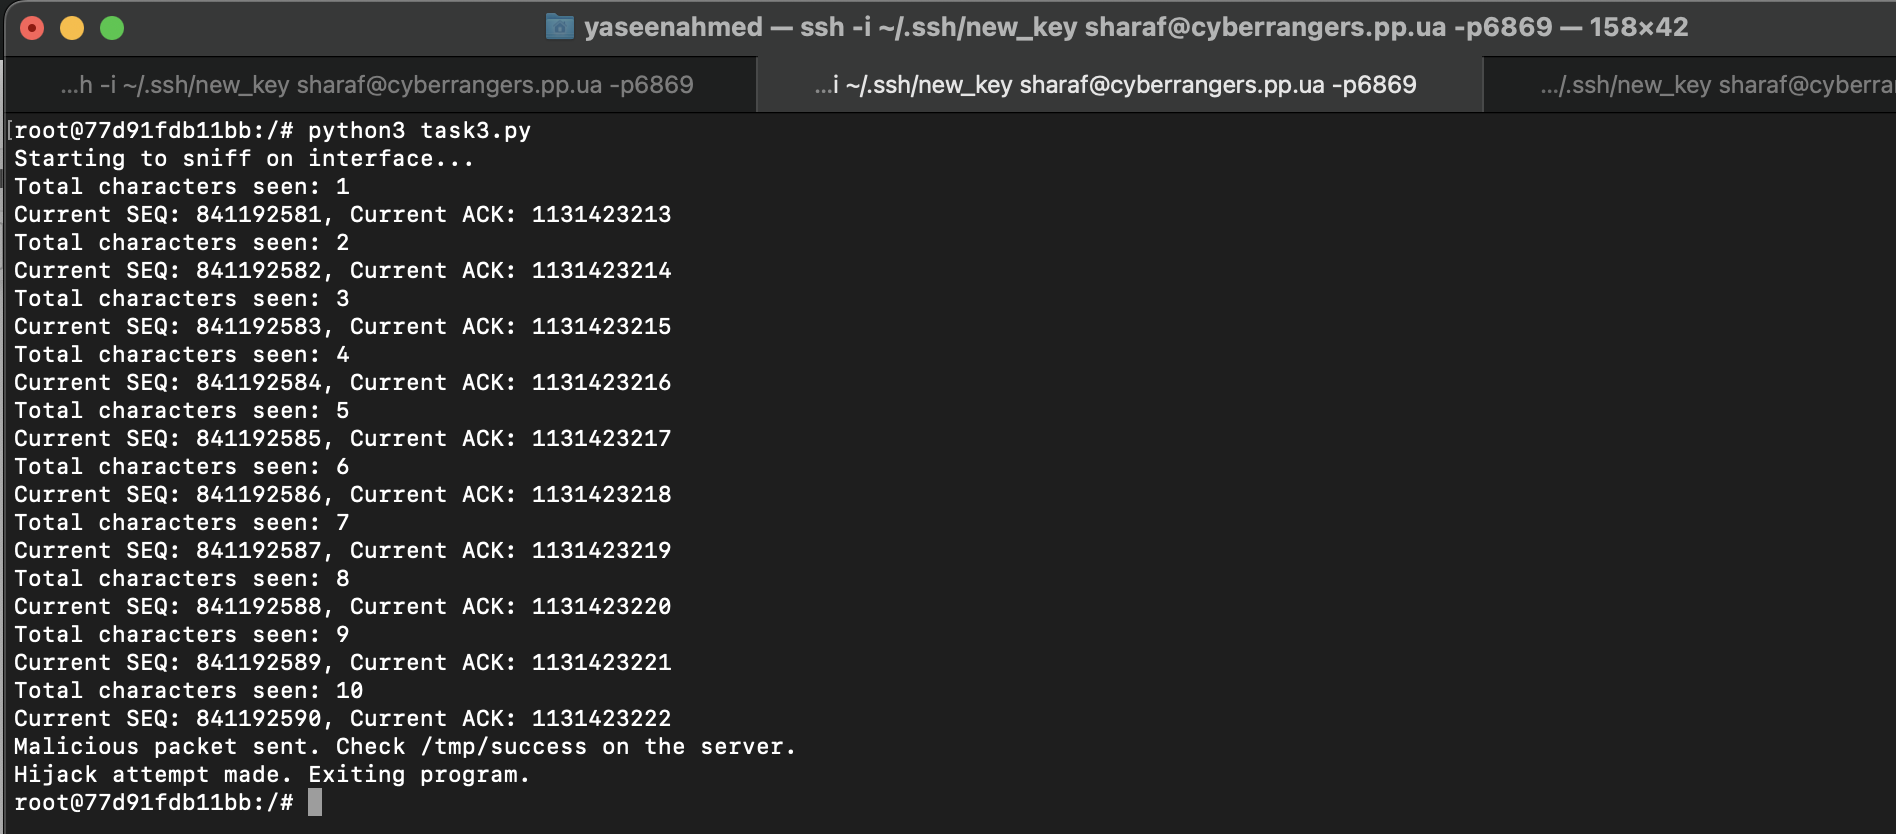 yaseenahmed — ssh -i ~/.ssh/new_key sharaf@cyberrangers.pp.ua -p6869 — 158×42
...h -i ~/.ssh/new_key sharaf@cyberrangers.pp.ua -p6869
...i ~/.ssh/new_key sharaf@cyberrangers.pp.ua -p6869
.../.ssh/new_key sharaf@cyberrar
[root@77d91fdb11bb:/# python3 task3.py
Starting to sniff on interface...
Total characters seen: 1
Current SEQ: 841192581, Current ACK: 1131423213
Total characters seen: 2
Current SEQ: 841192582, Current ACK: 1131423214
Total characters seen: 3
Current SEQ: 841192583, Current ACK: 1131423215
Total characters seen: 4
Current SEQ: 841192584, Current ACK: 1131423216
Total characters seen: 5
Current SEQ: 841192585, Current ACK: 1131423217
Total characters seen: 6
Current SEQ: 841192586, Current ACK: 1131423218
Total characters seen: 7
Current SEQ: 841192587, Current ACK: 1131423219
Total characters seen: 8
Current SEQ: 841192588, Current ACK: 1131423220
Total characters seen: 9
Current SEQ: 841192589, Current ACK: 1131423221
Total characters seen: 10
Current SEQ: 841192590, Current ACK: 1131423222
Malicious packet sent. Check /tmp/success on the server.
Hijack attempt made. Exiting program.
root@77d91fdb11bb:/#